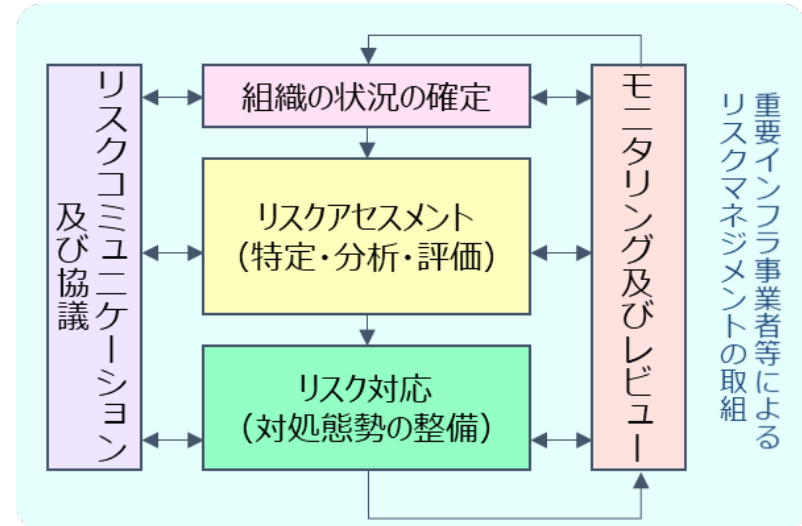 リスクコミュニケーション
及び協議
組織の状況の確定
リスクアセスメント
（特定・分析・評価）
リスク対応
（対処態勢の整備）
モニタリング及びレビュー
重要インフラ事業者等による
リスクマネジメントの取組